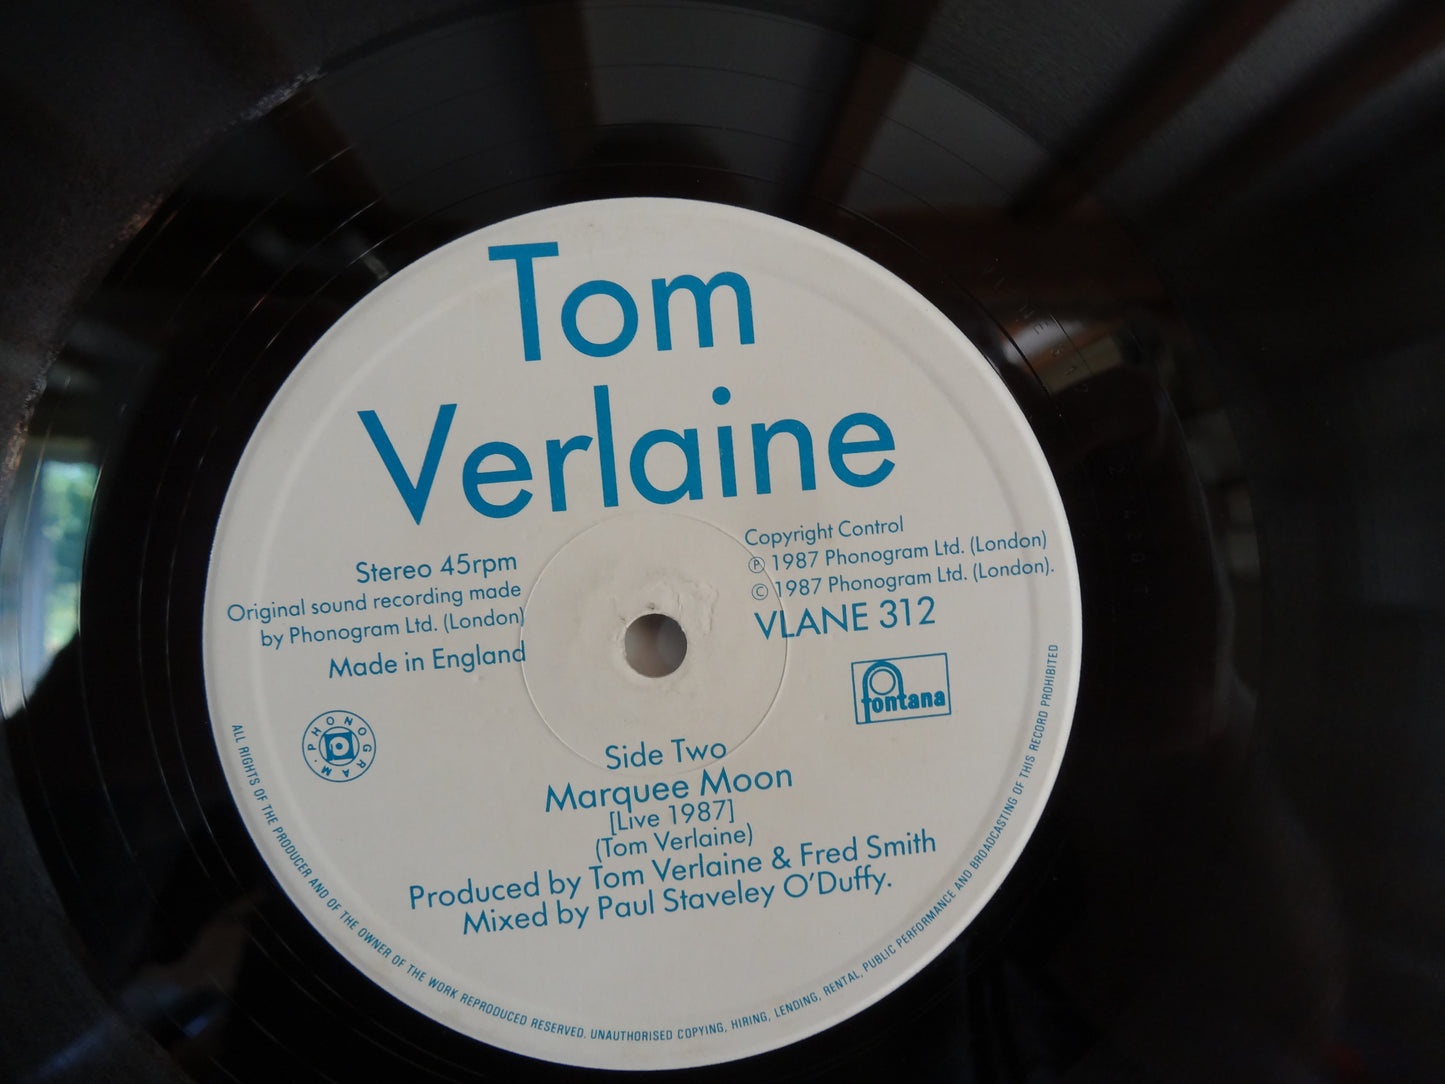 Tom
Verlaine
Stereo 45rpm
Original sound recording made
by Phonogram Ltd. (London)
Made in England
Copyright Control
℗ 1987 Phonogram Ltd. (London)
© 1987 Phonogram Ltd. (London).
VLANE 312
PHONOGRAM
fontana
Side Two
Marquee Moon
[Live 1987]
(Tom Verlaine)
Produced by Tom Verlaine & Fred Smith
Mixed by Paul Staveley O'Duffy.
ALL RIGHTS OF THE PRODUCER AND OF THE OWNER OF THE WORK REPRODUCED RESERVED. UNAUTHORISED COPYING, HIRING, LENDING, RENTAL, PUBLIC PERFORMANCE AND BROADCASTING OF THIS RECORD PROHIBITED